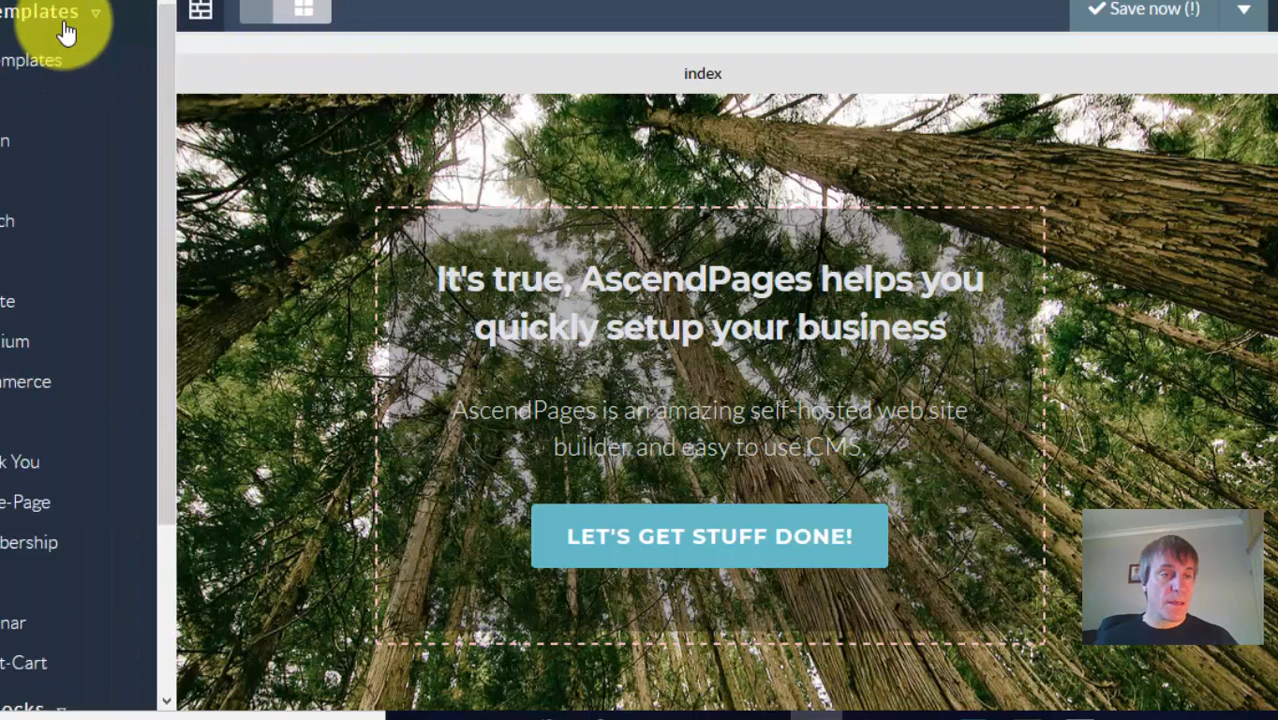 emplates
Save now (!)
mplates
index
n
ch
te
ium
mmerce
k You
e-Page
bership
nar
t-Cart
ocks
It's true, AscendPages helps you
quickly setup your business
AscendPages is an amazing self-hosted web site
builder and easy to use CMS.
LET'S GET STUFF DONE!